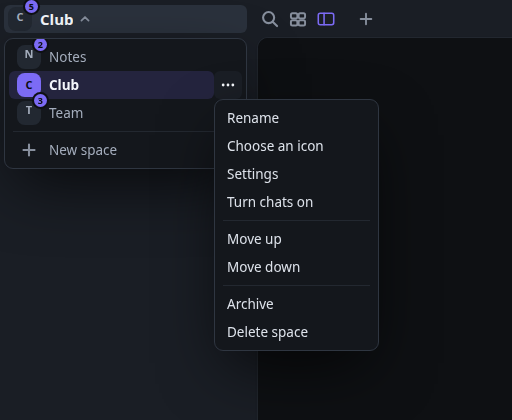 5
C Club
2
N Notes
C Club
3
T Team
New space
Rename
Choose an icon
Settings
Turn chats on
Move up
Move down
Archive
Delete space